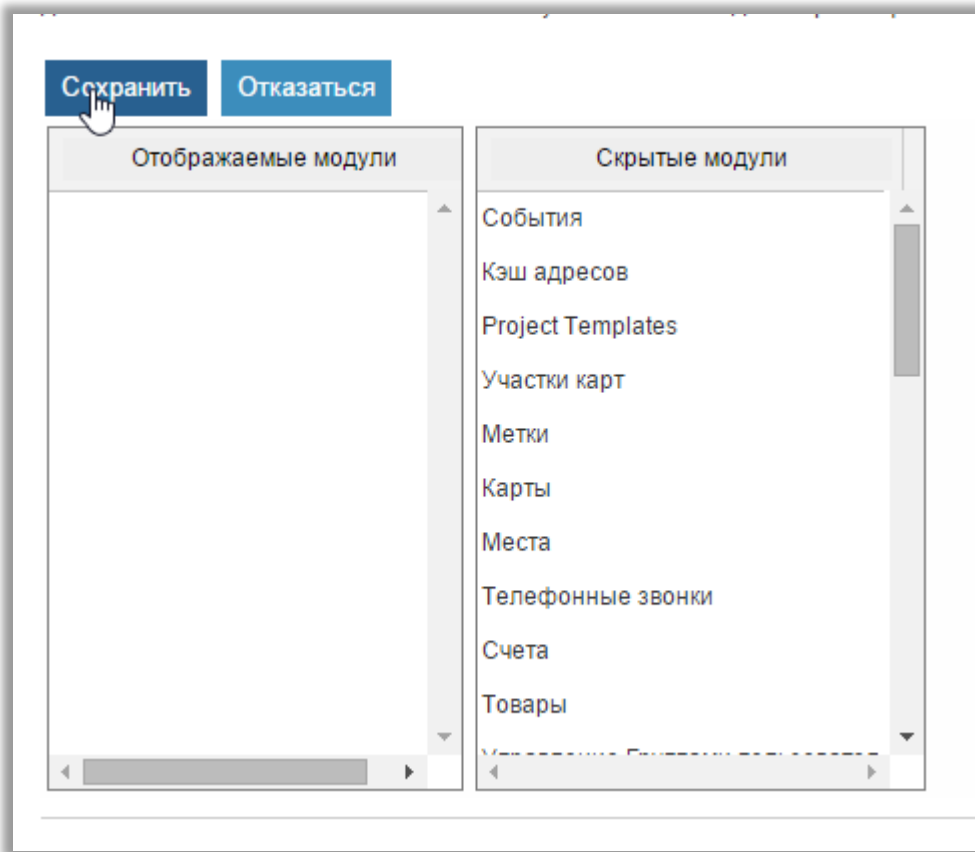 Сохранить Отказаться
Отображаемые модули Скрытые модули
События
Кэш адресов
Project Templates
Участки карт
Метки
Карты
Места
Телефонные звонки
Счета
Товары